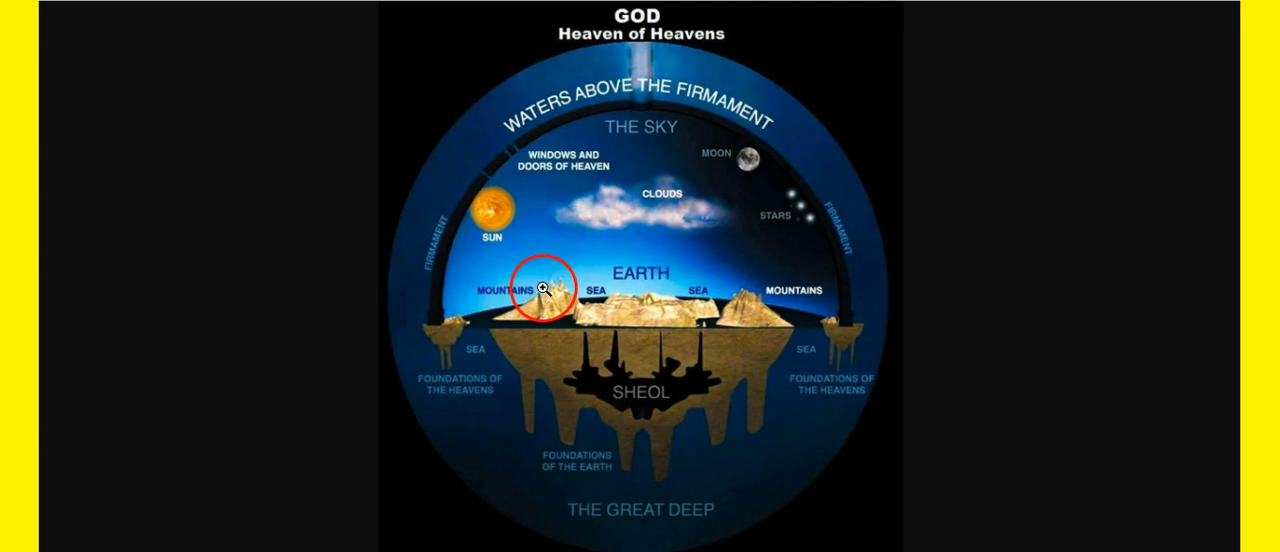 GOD
Heaven of Heavens
WATERS ABOVE THE FIRMAMENT
THE SKY
WINDOWS AND
DOORS OF HEAVEN
MOON
CLOUDS
STARS
SUN
FIRMAMENT
FIRMAMENT
EARTH
MOUNTAINS
SEA
SEA
MOUNTAINS
SEA
SEA
FOUNDATIONS OF
THE HEAVENS
FOUNDATIONS OF
THE HEAVENS
SHEOL
FOUNDATIONS
OF THE EARTH
THE GREAT DEEP